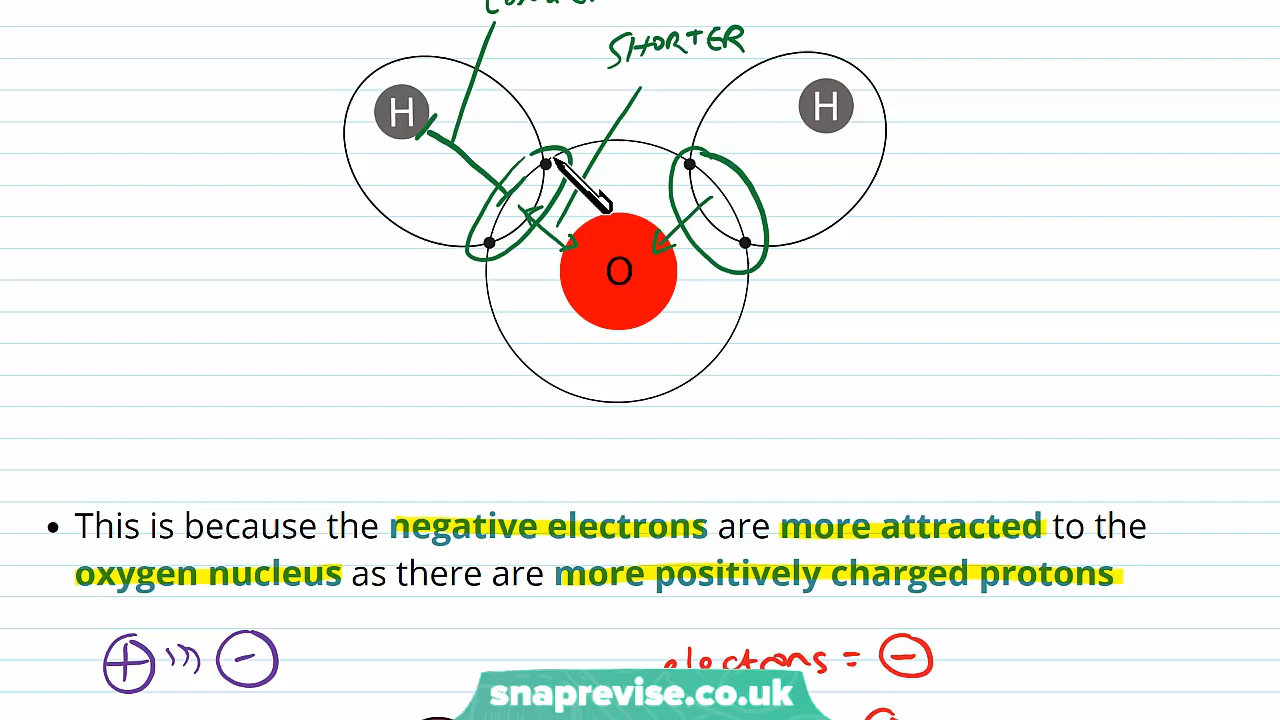 SHORTER
H
H
O
• This is because the negative electrons are more attracted to the
oxygen nucleus as there are more positively charged protons
+ ))) -
electrons = -
snaprevise.co.uk